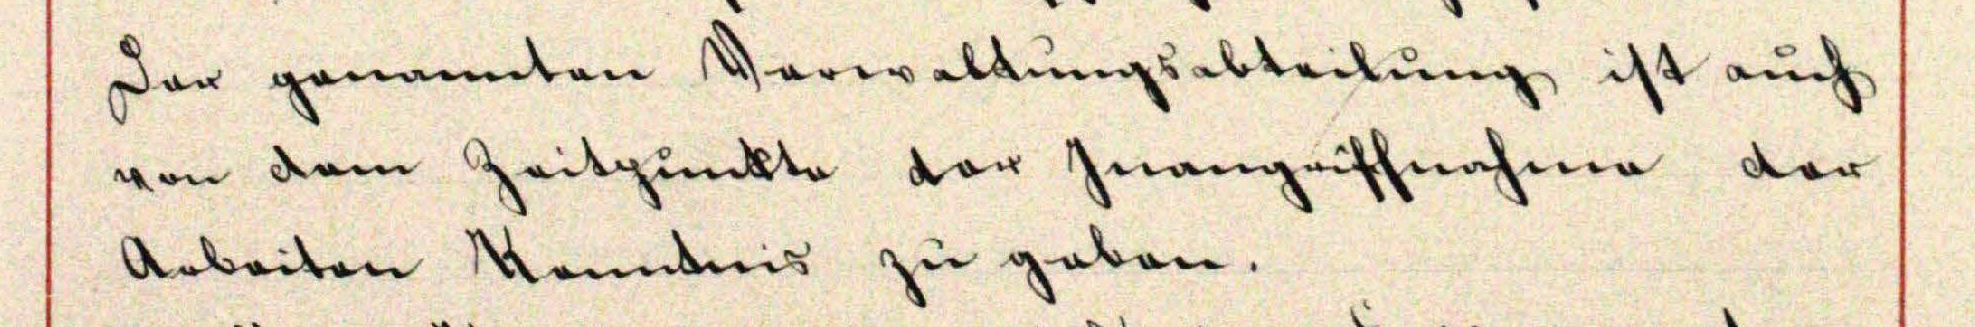 Der genannten Verwaltungsabteilung ist auch
von dem Zeitpunkte der Inangriffnahme der
Arbeiten Kenntnis zu geben.